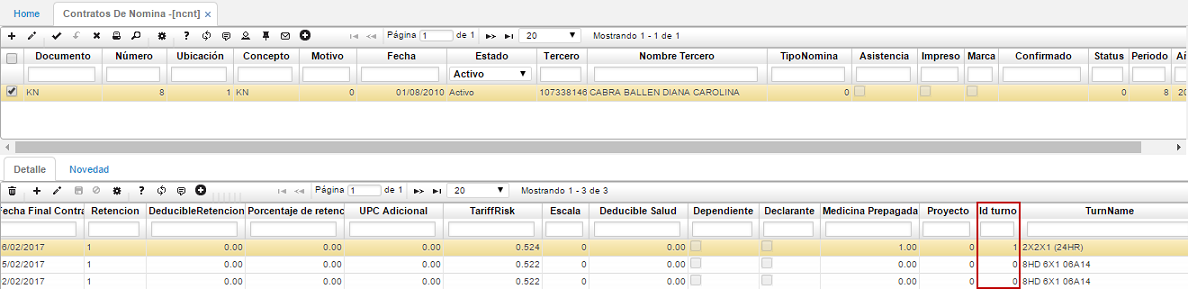 Home Contratos De Nomina -[ncnt] ×
Página 1 de 1 20 Mostrando 1 - 1 de 1
Documento Número Ubicación Concepto Motivo Fecha Estado Tercero Nombre Tercero TipoNomina Asistencia Impreso Marca Confirmado Status Periodo Añ
Activo
KN 8 1 KN 0 01/08/2010 Activo 107338146 CABRA BALLEN DIANA CAROLINA 0 0 8 20
Detalle Novedad
Página 1 de 1 20 Mostrando 1 - 3 de 3
Fecha Final Contra Retencion DeducibleRetencion Porcentaje de retenc UPC Adicional TariffRisk Escala Deducible Salud Dependiente Declarante Medicina Prepagada Proyecto Id turno TurnName
6/02/2017 1 0.00 0.00 0.00 0.524 0 0.00 1.00 0 1 2X2X1 (24HR)
5/02/2017 1 0.00 0.00 0.00 0.522 0 0.00 0.00 0 0 8HD 6X1 06A14
2/02/2017 1 0.00 0.00 0.00 0.522 0 0.00 0.00 0 0 8HD 6X1 06A14